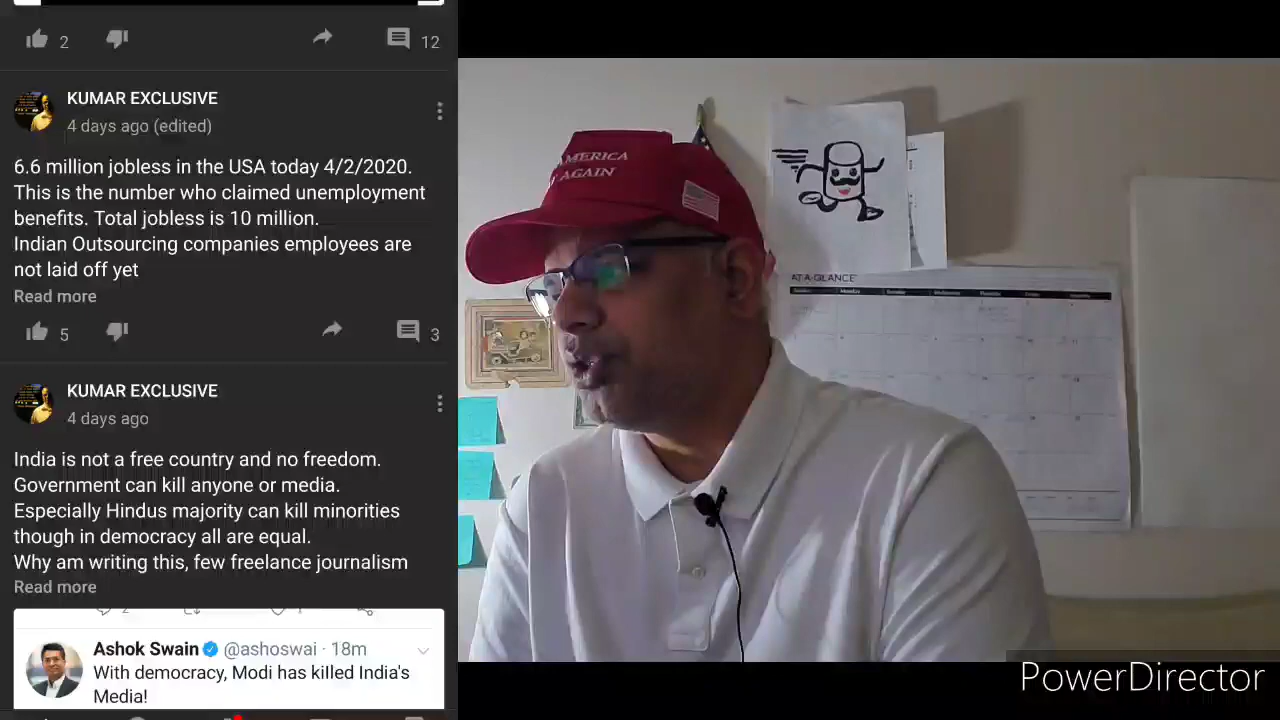 2
12
KUMAR EXCLUSIVE
4 days ago (edited)
6.6 million jobless in the USA today 4/2/2020.
This is the number who claimed unemployment
benefits. Total jobless is 10 million.
Indian Outsourcing companies employees are
not laid off yet
Read more
5
3
KUMAR EXCLUSIVE
4 days ago
India is not a free country and no freedom.
Government can kill anyone or media.
Especially Hindus majority can kill minorities
though in democracy all are equal.
Why am writing this, few freelance journalism
Read more
Ashok Swain @ashoswai · 18m
With democracy, Modi has killed India's
Media!
AMERICA
AGAIN
AT-A-GLANCE
PowerDirector